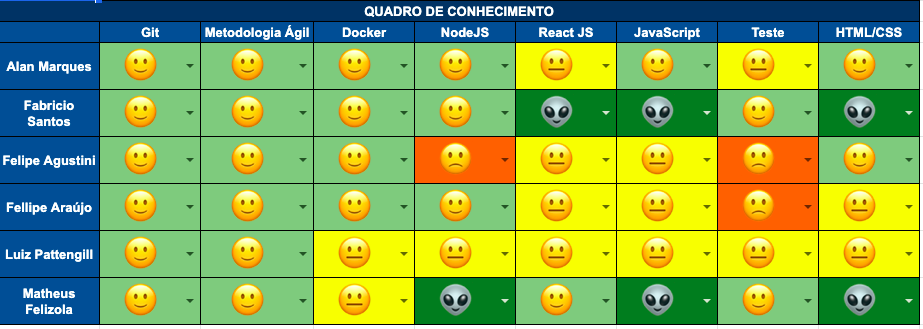 QUADRO DE CONHECIMENTO
Git Metodologia Ágil Docker NodeJS React JS JavaScript Teste HTML/CSS
Alan Marques
Fabricio
Santos
Felipe Agustini
Fellipe Araújo
Luiz Pattengill
Matheus
Felizola